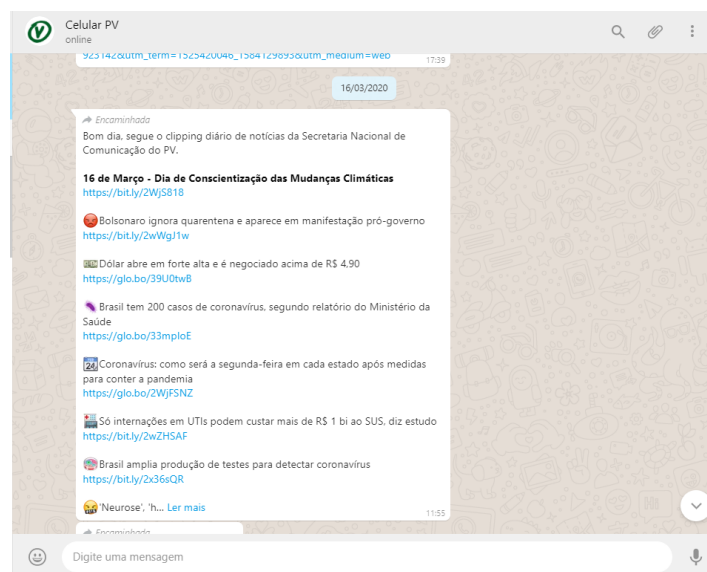 Celular PV
online
923142&utm_term=1525420046_1584129893&utm_medium=web
17:39
16/03/2020
Encaminhada
Bom dia, segue o clipping diário de notícias da Secretaria Nacional de
Comunicação do PV.
16 de Março - Dia de Conscientização das Mudanças Climáticas
https://bit.ly/2WjS818
Bolsonaro ignora quarentena e aparece em manifestação pró-governo
https://bit.ly/2wWgJ1w
Dólar abre em forte alta e é negociado acima de R$ 4,90
https://glo.bo/39U0twB
Brasil tem 200 casos de coronavírus, segundo relatório do Ministério da
Saúde
https://glo.bo/33mploE
24
Coronavírus: como será a segunda-feira em cada estado após medidas
para conter a pandemia
https://glo.bo/2WjFSNZ
Só internações em UTIs podem custar mais de R$ 1 bi ao SUS, diz estudo
https://bit.ly/2wZHSAF
Brasil amplia produção de testes para detectar coronavírus
https://bit.ly/2x36sQR
'Neurose', 'h... Ler mais
11:55
Encaminhada
Digite uma mensagem